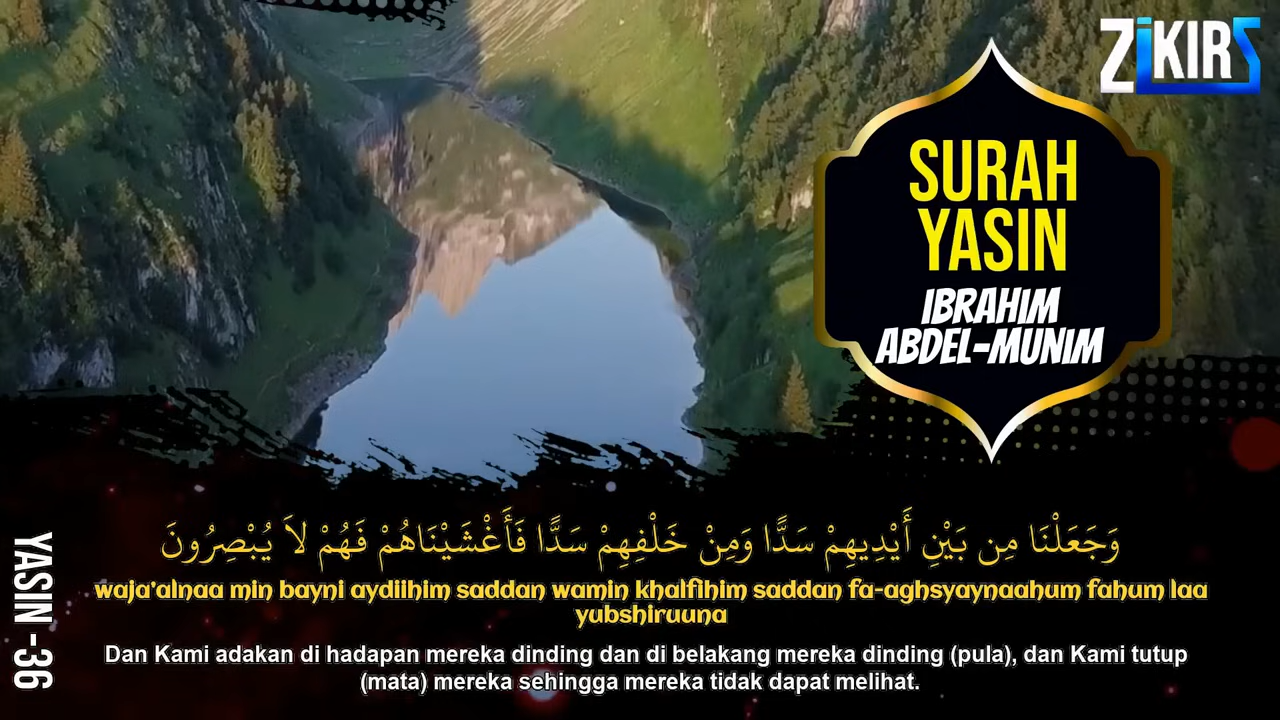 ZiKIRS
SURAH
YASIN
IBRAHIM
ABDEL-MUNIM
وَجَعَلْنَا مِن بَيْنِ أَيْدِيهِمْ سَدًّا وَمِنْ خَلْفِهِمْ سَدًّا فَأَغْشَيْنَاهُمْ فَهُمْ لاَ يُبْصِرُونَ
waja'alnaa min bayni aydiihim saddan wamin khalfihim saddan fa-aghsyaynaahum fahum laa
yubshiruuna
Dan Kami adakan di hadapan mereka dinding dan di belakang mereka dinding (pula), dan Kami tutup
(mata) mereka sehingga mereka tidak dapat melihat.
YASIN -36